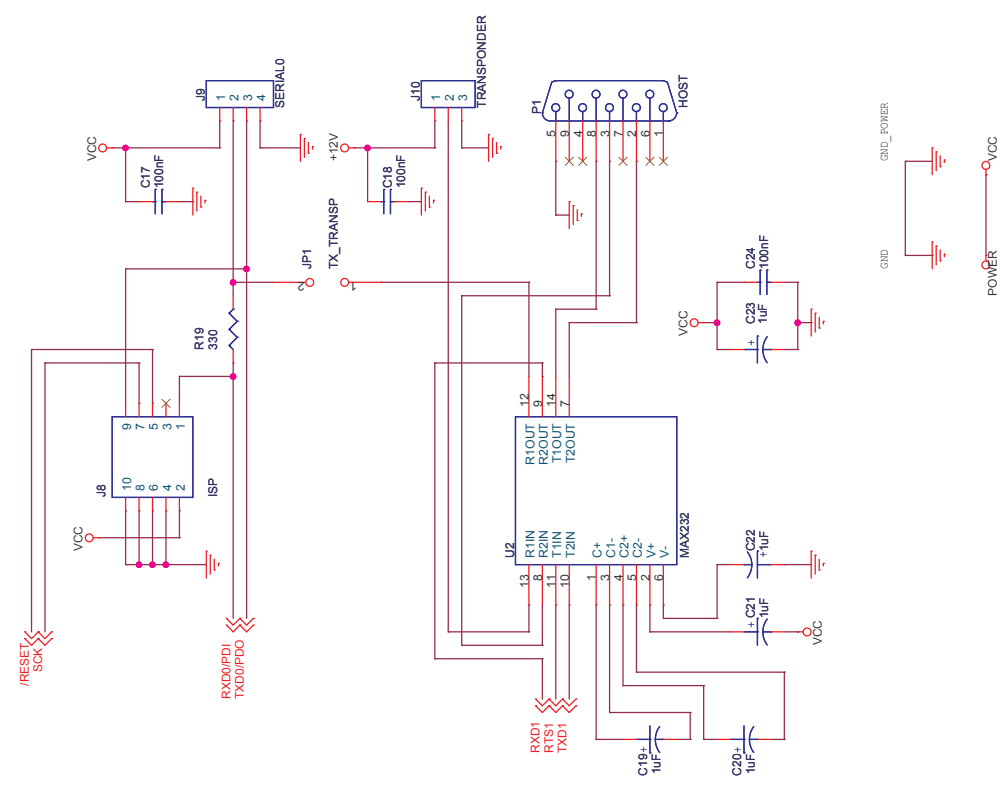 J9
1 2 3 4
SERIAL0
VCC
C17
100nF
J10
1 2 3
TRANSPONDER
+12V
C18
100nF
P1
HOST
5 9 4 8 3 7 2 6 1
GND_POWER
GND
VCC
POWER
JP1
2
1
TX_TRANSP
R19
330
J8
ISP
9 7 5 3 1
10 8 6 4 2
VCC
VCC
C23
1uF
+
C24
100nF
U2
MAX232
12 9 14 7
R1OUT
R2OUT
T1OUT
T2OUT
R1IN
R2IN
T1IN
T2IN
C+
C1-
C2+
C2-
V+
V-
13 8 11 10 1 3 4 5 2 6
C22
1uF
+
C21
1uF
+
VCC
/RESET
SCK
RXD0/PDI
TXD0/PDO
RXD1
RTS1
TXD1
C19
1uF
+
C20
1uF
+